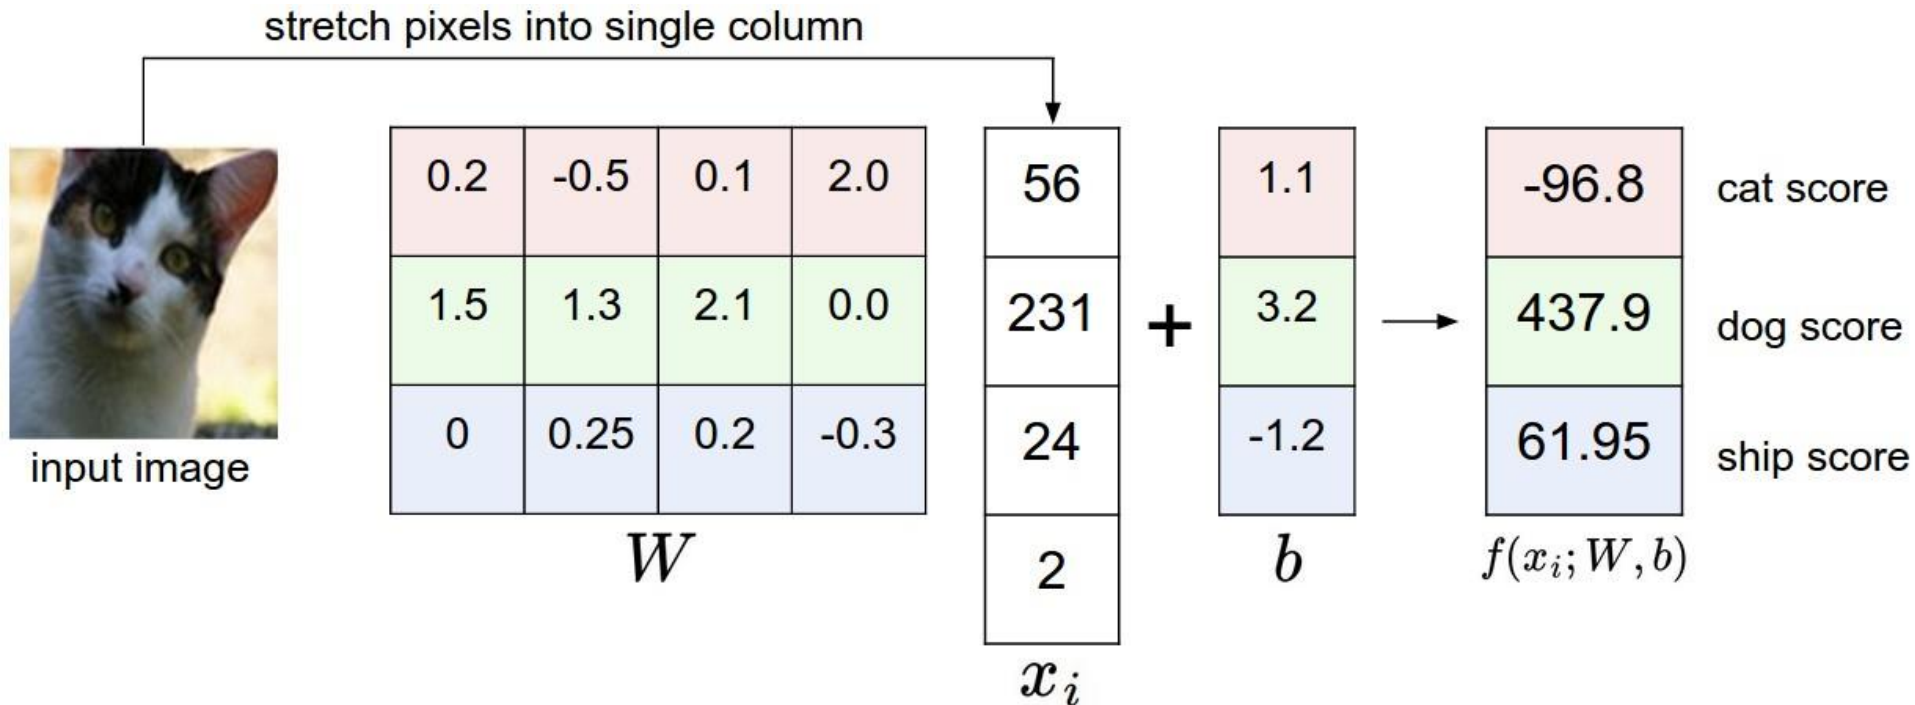 stretch pixels into single column
input image
0.2 -0.5 0.1 2.0
1.5 1.3 2.1 0.0
0 0.25 0.2 -0.3
W
56
231
24
2
x_i
+
1.1
3.2
-1.2
b
-96.8 cat score
437.9 dog score
61.95 ship score
f(x_i; W, b)